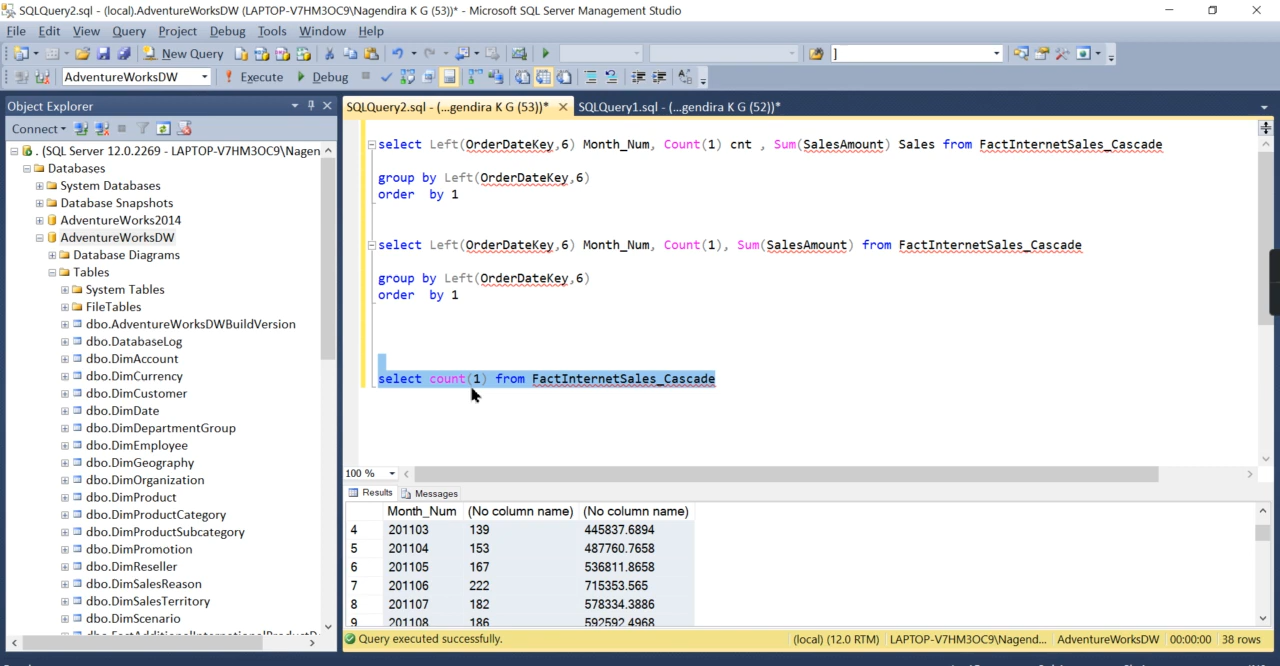 SQLQuery2.sql - (local).AdventureWorksDW (LAPTOP-V7HM3OC9\Nagendira K G (53))* - Microsoft SQL Server Management Studio
File Edit View Query Project Debug Tools Window Help
New Query ]
AdventureWorksDW ! Execute Debug
Object Explorer
SQLQuery2.sql - (...gendira K G (53))* SQLQuery1.sql - (...gendira K G (52))*
Connect
. (SQL Server 12.0.2269 - LAPTOP-V7HM3OC9\Nagen
Databases
System Databases
Database Snapshots
AdventureWorks2014
AdventureWorksDW
Database Diagrams
Tables
System Tables
FileTables
dbo.AdventureWorksDWBuildVersion
dbo.DatabaseLog
dbo.DimAccount
dbo.DimCurrency
dbo.DimCustomer
dbo.DimDate
dbo.DimDepartmentGroup
dbo.DimEmployee
dbo.DimGeography
dbo.DimOrganization
dbo.DimProduct
dbo.DimProductCategory
dbo.DimProductSubcategory
dbo.DimPromotion
dbo.DimReseller
dbo.DimSalesReason
dbo.DimSalesTerritory
dbo.DimScenario
select Left(OrderDateKey,6) Month_Num, Count(1) cnt , Sum(SalesAmount) Sales from FactInternetSales_Cascade
group by Left(OrderDateKey,6)
order by 1
select Left(OrderDateKey,6) Month_Num, Count(1), Sum(SalesAmount) from FactInternetSales_Cascade
group by Left(OrderDateKey,6)
order by 1
select count(1) from FactInternetSales_Cascade
100 %
Results Messages
Month_Num (No column name) (No column name)
4 201103 139 445837.6894
5 201104 153 487760.7658
6 201105 167 536811.8658
7 201106 222 715353.565
8 201107 182 578334.3886
9 201108 186 592592.4968
Query executed successfully. (local) (12.0 RTM) LAPTOP-V7HM3OC9\Nagend... AdventureWorksDW 00:00:00 38 rows